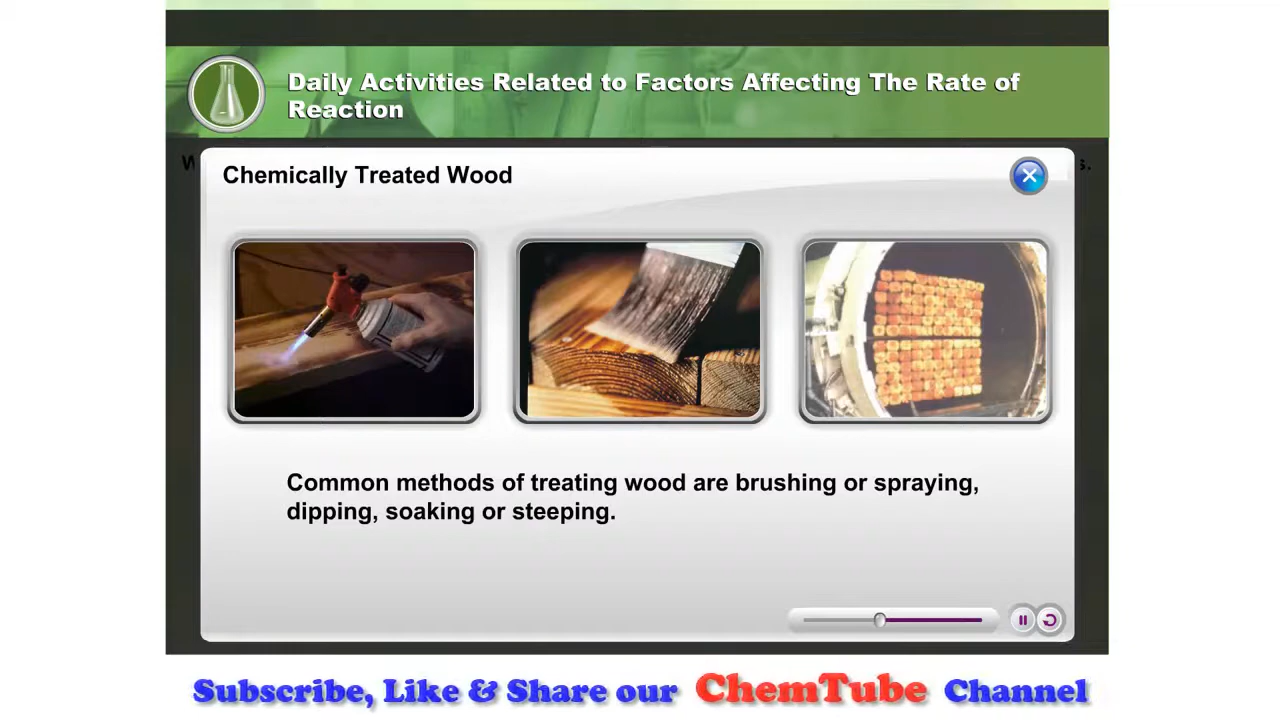 Daily Activities Related to Factors Affecting The Rate of
Reaction
Chemically Treated Wood
Common methods of treating wood are brushing or spraying,
dipping, soaking or steeping.
Subscribe, Like & Share our ChemTube Channel